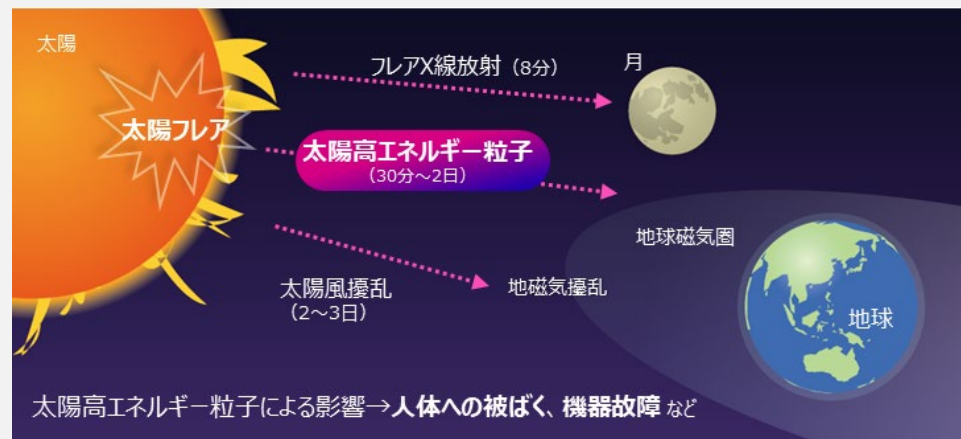 太陽
フレアX線放射（8分）
月
太陽フレア
太陽高エネルギー粒子
（30分～2日）
地球磁気圏
太陽風擾乱
（2～3日）
地磁気擾乱
地球
太陽高エネルギー粒子による影響→人体への被ばく、機器故障 など